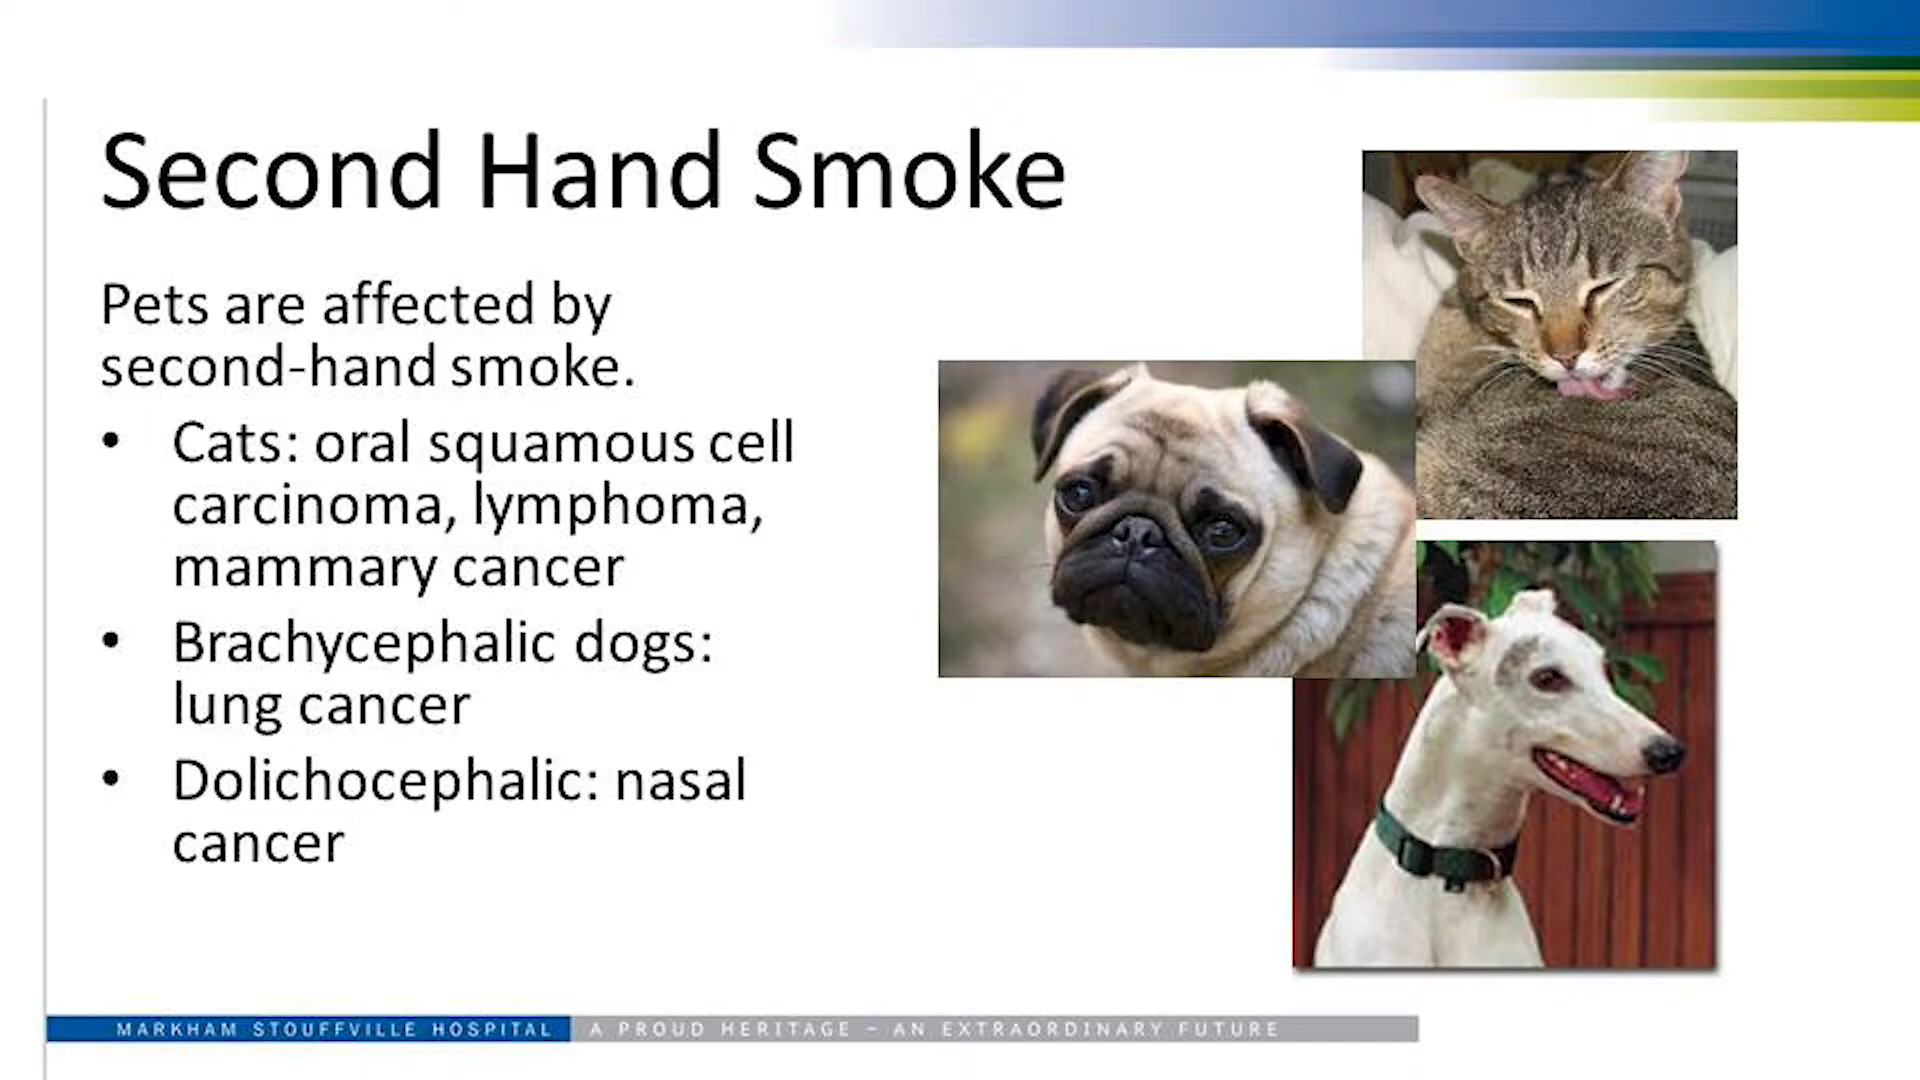 Second Hand Smoke
Pets are affected by
second-hand smoke.
• Cats: oral squamous cell
carcinoma, lymphoma,
mammary cancer
• Brachycephalic dogs:
lung cancer
• Dolichocephalic: nasal
cancer
MARKHAM STOUFFVILLE HOSPITAL A PROUD HERITAGE – AN EXTRAORDINARY FUTURE